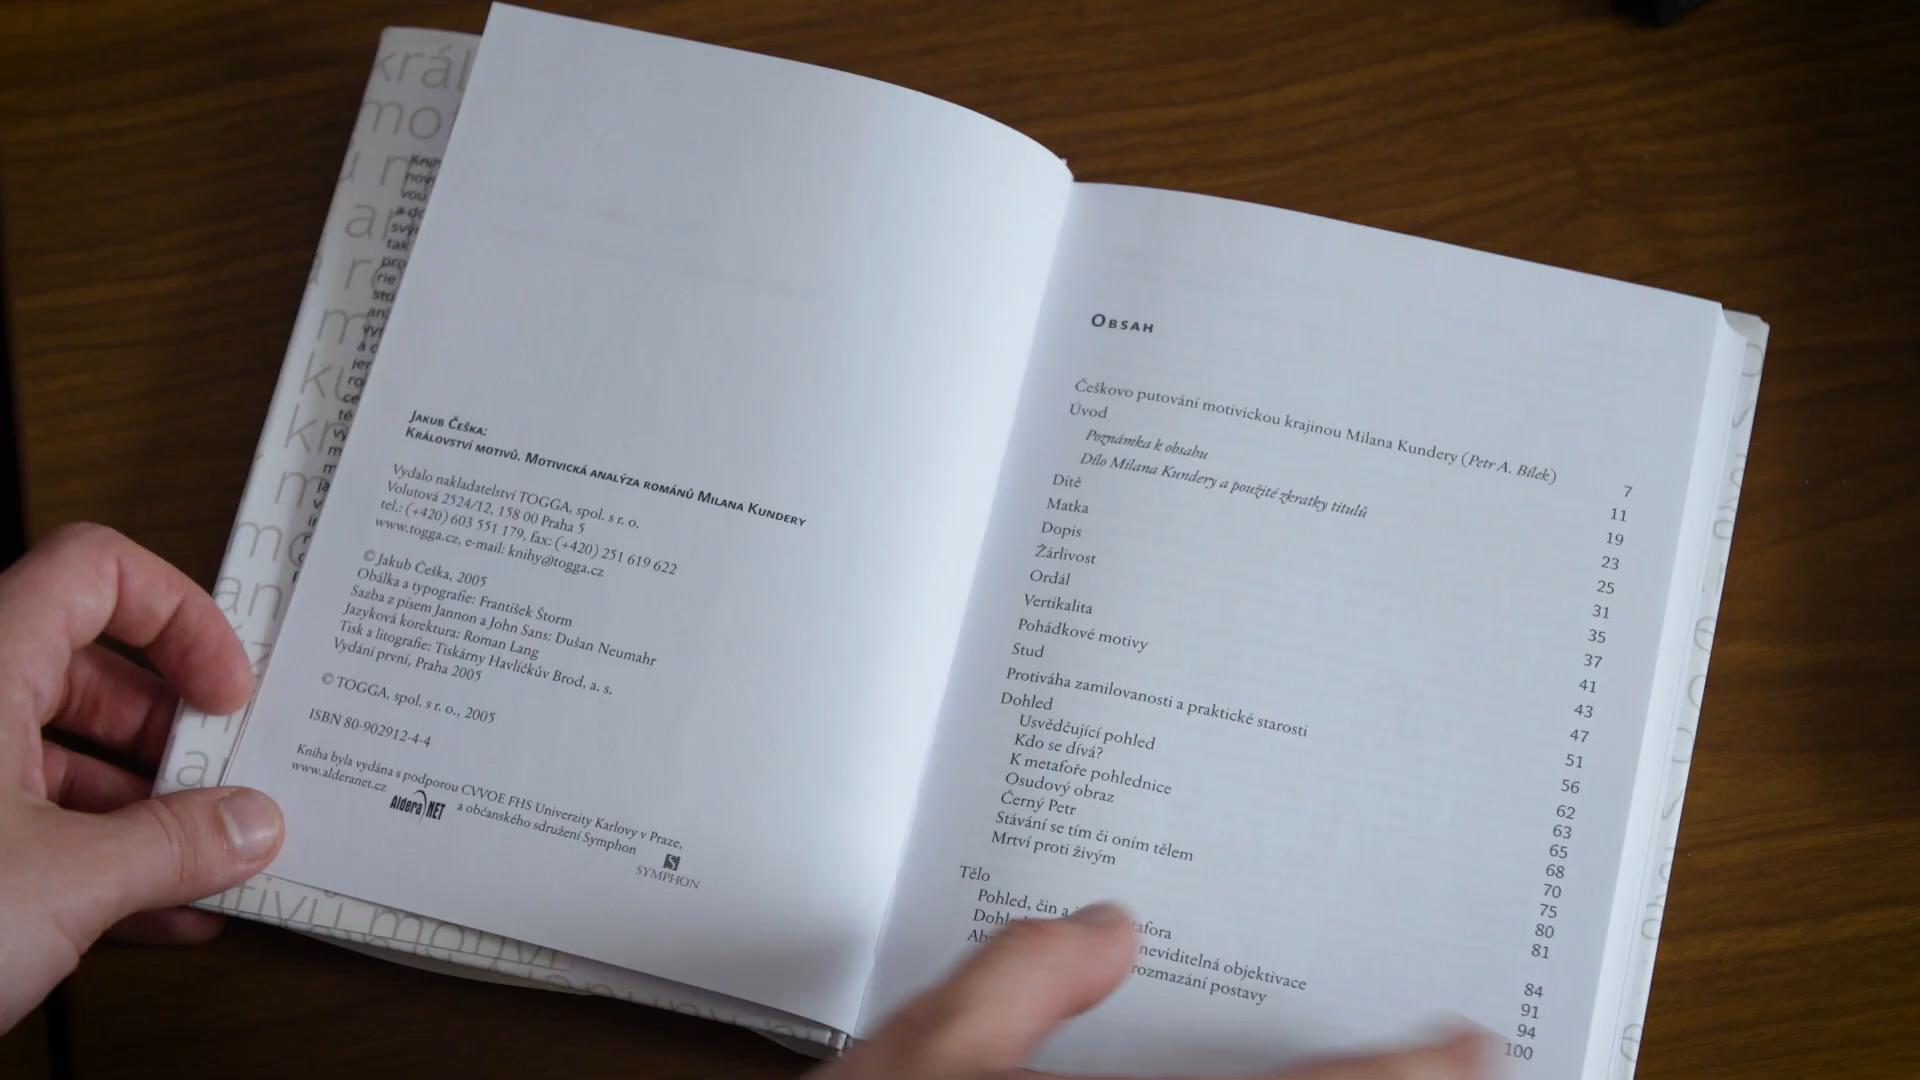 Jakub Češka:
Království motivů. Motivická analýza románů Milana Kundery
Vydalo nakladatelství TOGGA, spol. s r. o.
Volutová 2524/12, 158 00 Praha 5
tel.: (+420) 603 551 179, fax: (+420) 251 619 622
www.togga.cz, e-mail: knihy@togga.cz
© Jakub Češka, 2005
Obálka a typografie: František Štorm
Sazba z písem Jannon a John Sans: Dušan Neumahr
Jazyková korektura: Roman Lang
Tisk a litografie: Tiskárny Havlíčkův Brod, a. s.
Vydání první, Praha 2005
© TOGGA, spol. s r. o., 2005
ISBN 80-902912-4-4
Kniha byla vydána s podporou CVVOE FHS Univerzity Karlovy v Praze,
www.alderanet.cz Aldera NET a občanského sdružení Symphon
SYMPHON
Obsah
Češkovo putování motivickou krajinou Milana Kundery (Petr A. Bílek) 7
Úvod 11
Poznámka k obsahu 19
Dílo Milana Kundery a použité zkratky titulů 23
Dítě 25
Matka 31
Dopis 35
Žárlivost 37
Ordál 41
Vertikalita 43
Pohádkové motivy 47
Stud 51
Protiváha zamilovanosti a praktické starosti 56
Dohled 62
Usvědčující pohled 63
Kdo se dívá? 65
K metafoře pohlednice 68
Osudový obraz 70
Černý Petr 75
Stávání se tím či oním tělem 80
Mrtví proti živým 81
Tělo 84
Pohled, čin a 91
neviditelná objektivace 94
rozmazání postavy 100